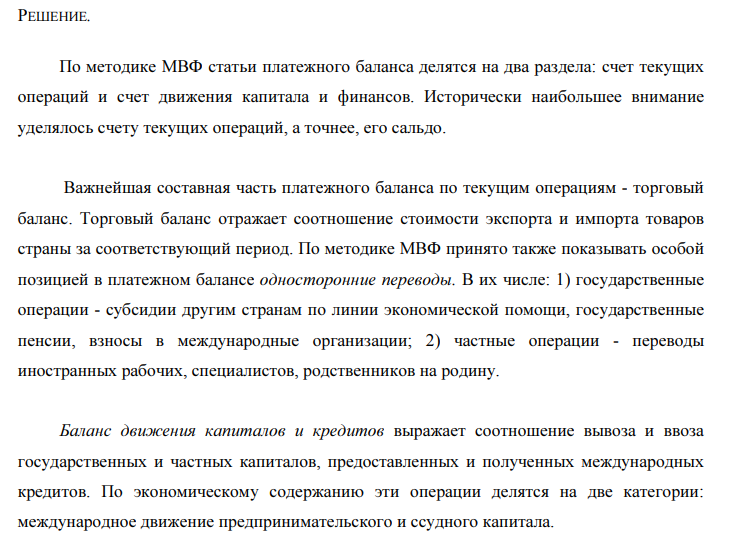 РЕШЕНИЕ.
По методике МВФ статьи платежного баланса делятся на два раздела: счет текущих
операций и счет движения капитала и финансов. Исторически наибольшее внимание
уделялось счету текущих операций, а точнее, его сальдо.
Важнейшая составная часть платежного баланса по текущим операциям - торговый
баланс. Торговый баланс отражает соотношение стоимости экспорта и импорта товаров
страны за соответствующий период. По методике МВФ принято также показывать особой
позицией в платежном балансе односторонние переводы. В их числе: 1) государственные
операции - субсидии другим странам по линии экономической помощи, государственные
пенсии, взносы в международные организации; 2) частные операции - переводы
иностранных рабочих, специалистов, родственников на родину.
Баланс движения капиталов и кредитов выражает соотношение вывоза и ввоза
государственных и частных капиталов, предоставленных и полученных международных
кредитов. По экономическому содержанию эти операции делятся на две категории:
международное движение предпринимательского и ссудного капитала.